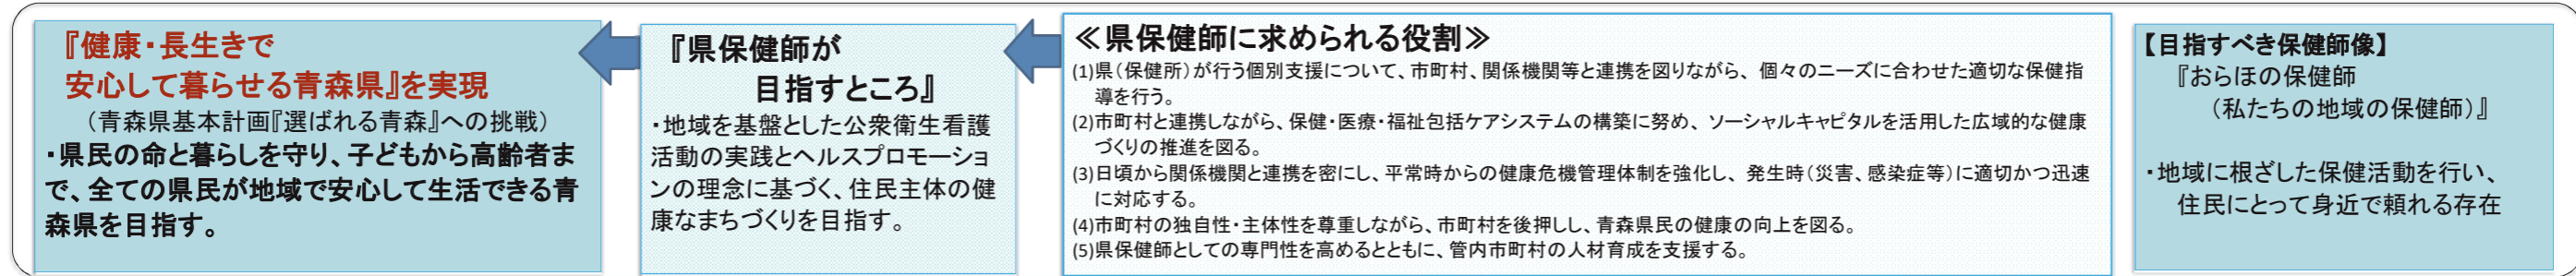 『健康・長生きで
安心して暮らせる青森県』を実現
（青森県基本計画『選ばれる青森』への挑戦）
・県民の命と暮らしを守り、子どもから高齢者ま
で、全ての県民が地域で安心して生活できる青
森県を目指す。
『県保健師が
目指すところ』
・地域を基盤とした公衆衛生看護
活動の実践とヘルスプロモーショ
ンの理念に基づく、住民主体の健
康なまちづくりを目指す。
≪県保健師に求められる役割≫
(1)県（保健所）が行う個別支援について、市町村、関係機関等と連携を図りながら、個々のニーズに合わせた適切な保健指
導を行う。
(2)市町村と連携しながら、保健・医療・福祉包括ケアシステムの構築に努め、ソーシャルキャピタルを活用した広域的な健康
づくりの推進を図る。
(3)日頃から関係機関と連携を密にし、平常時からの健康危機管理体制を強化し、発生時（災害、感染症等）に適切かつ迅速
に対応する。
(4)市町村の独自性・主体性を尊重しながら、市町村を後押しし、青森県民の健康の向上を図る。
(5)県保健師としての専門性を高めるとともに、管内市町村の人材育成を支援する。
【目指すべき保健師像】
『おらほの保健師
（私たちの地域の保健師）』
・地域に根ざした保健活動を行い、
住民にとって身近で頼れる存在